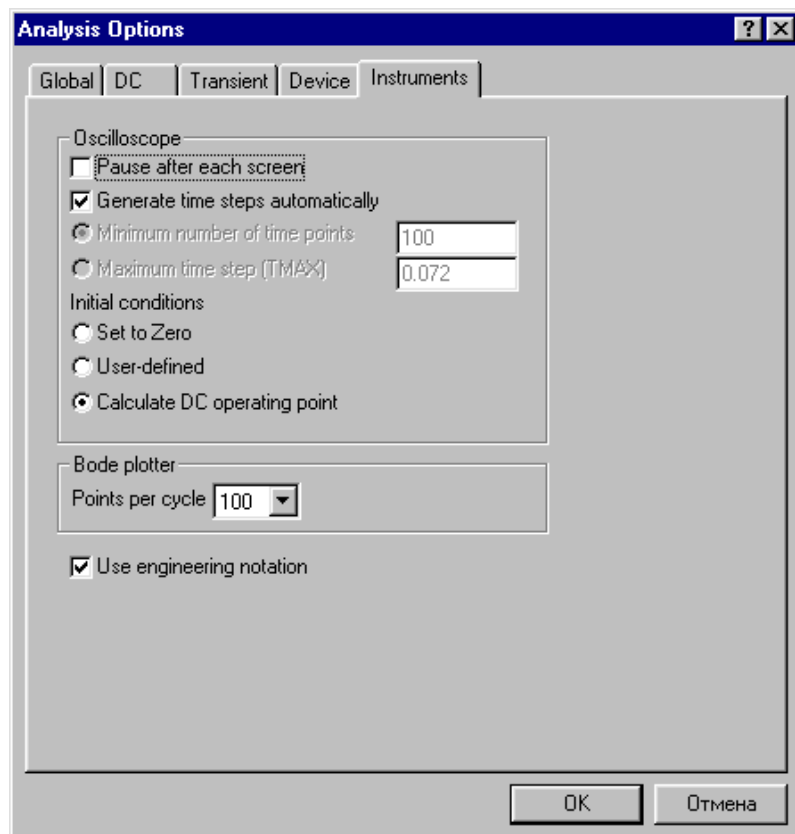 Analysis Options
Global DC Transient Device Instruments
Oscilloscope
Pause after each screen
Generate time steps automatically
Minimum number of time points 100
Maximum time step (TMAX) 0.072
Initial conditions
Set to Zero
User-defined
Calculate DC operating point
Bode plotter
Points per cycle 100
Use engineering notation
OK Отмена